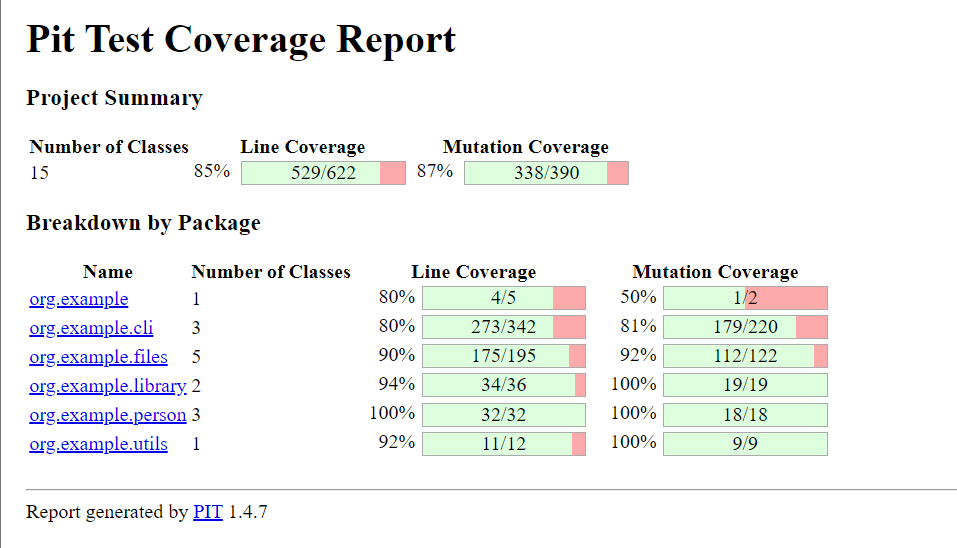 Pit Test Coverage Report
Project Summary
Number of Classes Line Coverage Mutation Coverage
15 85% 529/622 87% 338/390
Breakdown by Package
Name Number of Classes Line Coverage Mutation Coverage
org.example 1 80% 4/5 50% 1/2
org.example.cli 3 80% 273/342 81% 179/220
org.example.files 5 90% 175/195 92% 112/122
org.example.library 2 94% 34/36 100% 19/19
org.example.person 3 100% 32/32 100% 18/18
org.example.utils 1 92% 11/12 100% 9/9
Report generated by PIT 1.4.7